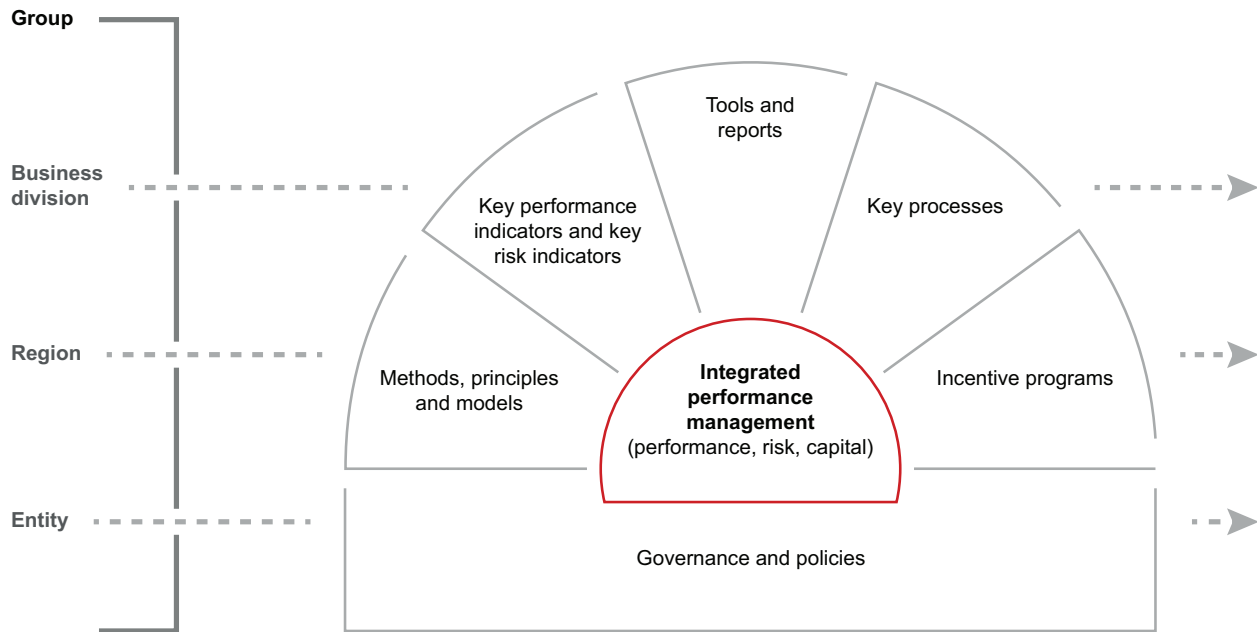 Group
Tools and
reports
Business
division
Key performance
indicators and key
risk indicators
Key processes
Region
Methods, principles
and models
Integrated
performance
management
(performance, risk, capital)
Incentive programs
Entity
Governance and policies